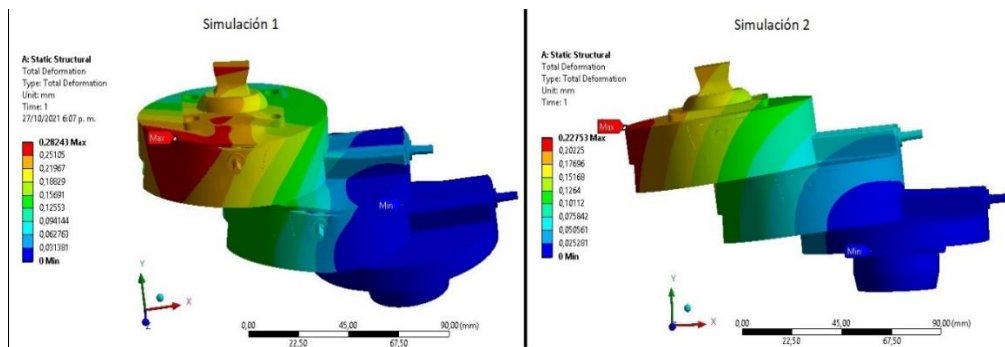 Simulación 1
A: Static Structural
Total Deformation
Type: Total Deformation
Unit: mm
Time: 1
27/10/2021 6:07 p. m.
0,28243 Max
0,25105
0,21967
0,18829
0,15691
0,12553
0,094144
0,062763
0,031381
0 Min
Max
Min
Y
X
Z
0,00 45,00 90,00 (mm)
22,50 67,50
Simulación 2
A: Static Structural
Total Deformation
Type: Total Deformation
Unit: mm
Time: 1
0,22753 Max
0,20225
0,17696
0,15168
0,1264
0,10112
0,075842
0,050561
0,025281
0 Min
Max
Min
Y
X
Z
0,00 45,00 90,00 (mm)
22,50 67,50